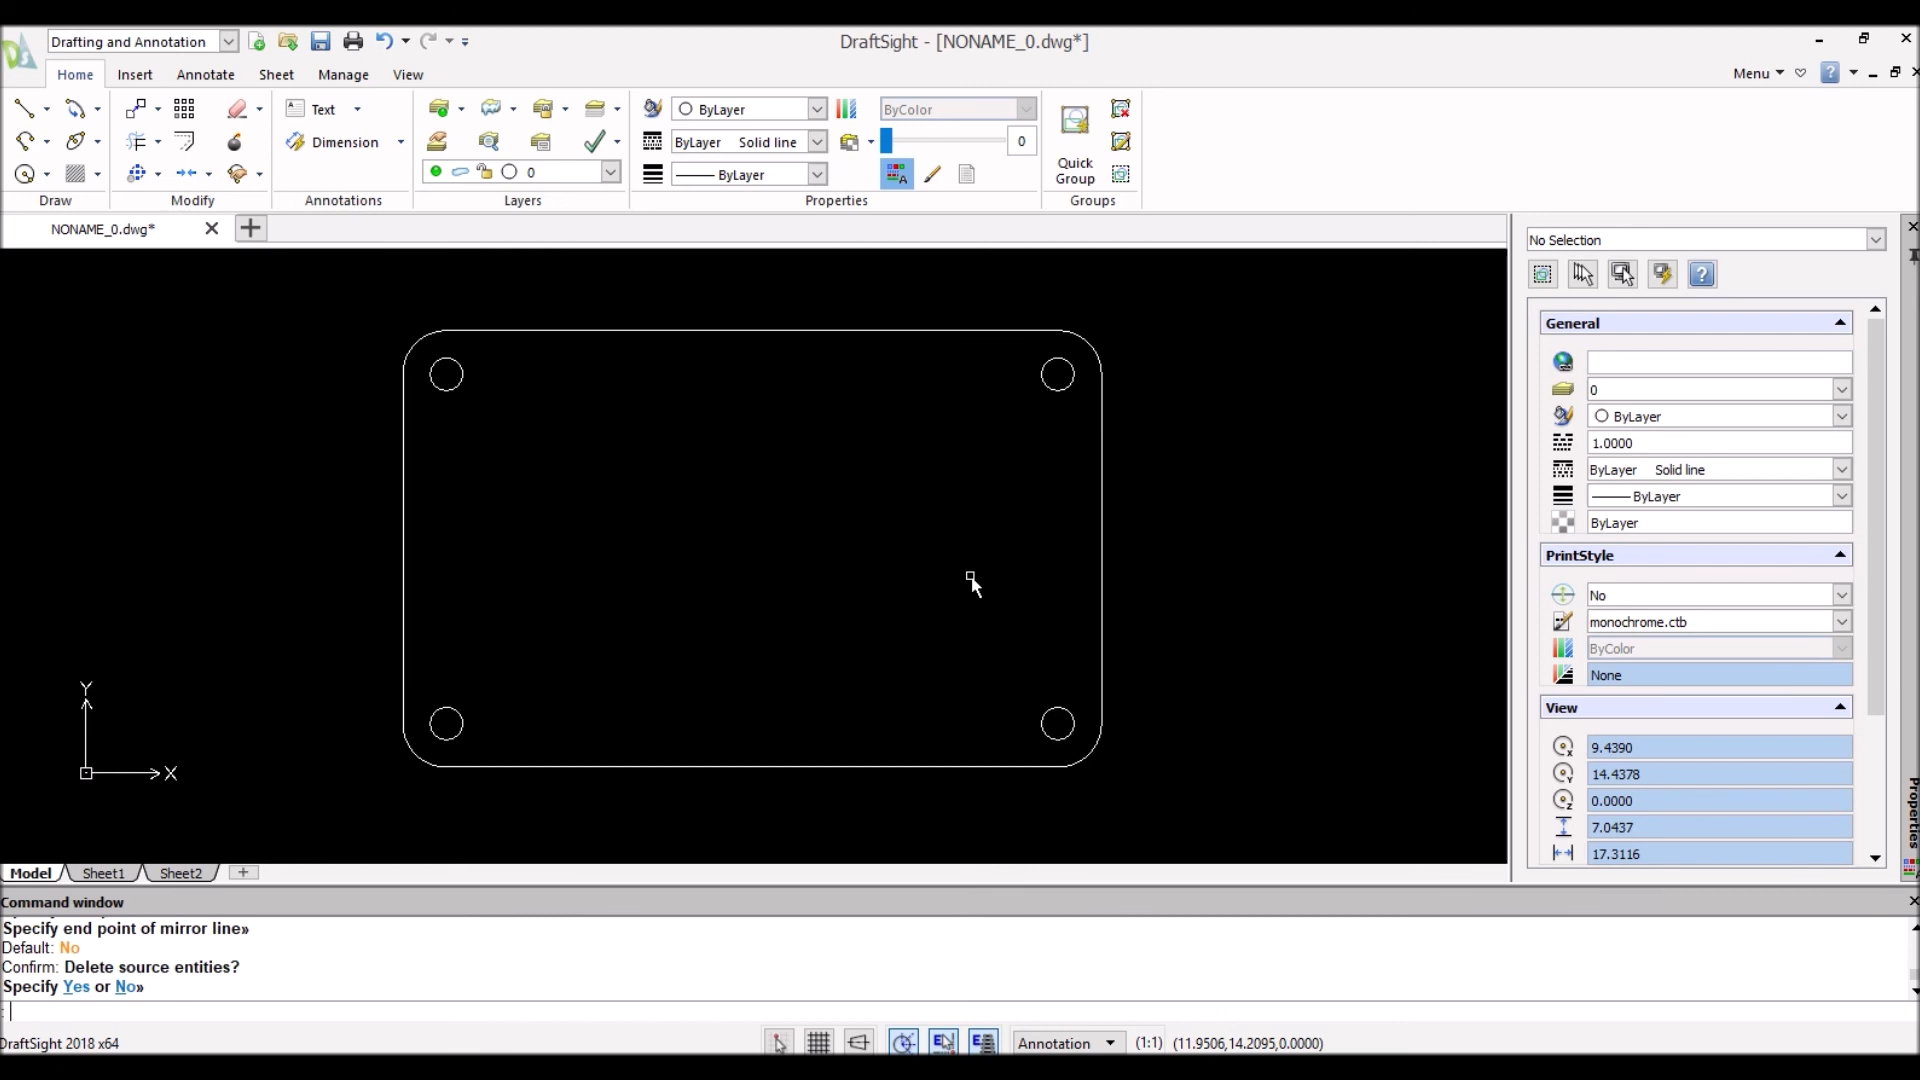 Drafting and Annotation
DraftSight - [NONAME_0.dwg*]
Home Insert Annotate Sheet Manage View
Menu
Text
ByLayer
ByColor
Dimension
ByLayer Solid line
0
0
ByLayer
Quick
Group
Draw Modify Annotations Layers Properties Groups
NONAME_0.dwg*
No Selection
General
0
ByLayer
1.0000
ByLayer Solid line
ByLayer
ByLayer
PrintStyle
No
monochrome.ctb
ByColor
None
View
9.4390
14.4378
0.0000
7.0437
17.3116
Properties
Y
X
Model Sheet1 Sheet2
Command window
Specify end point of mirror line»
Default: No
Confirm: Delete source entities?
Specify Yes or No»
:
DraftSight 2018 x64
Annotation (1:1) (11.9506,14.2095,0.0000)